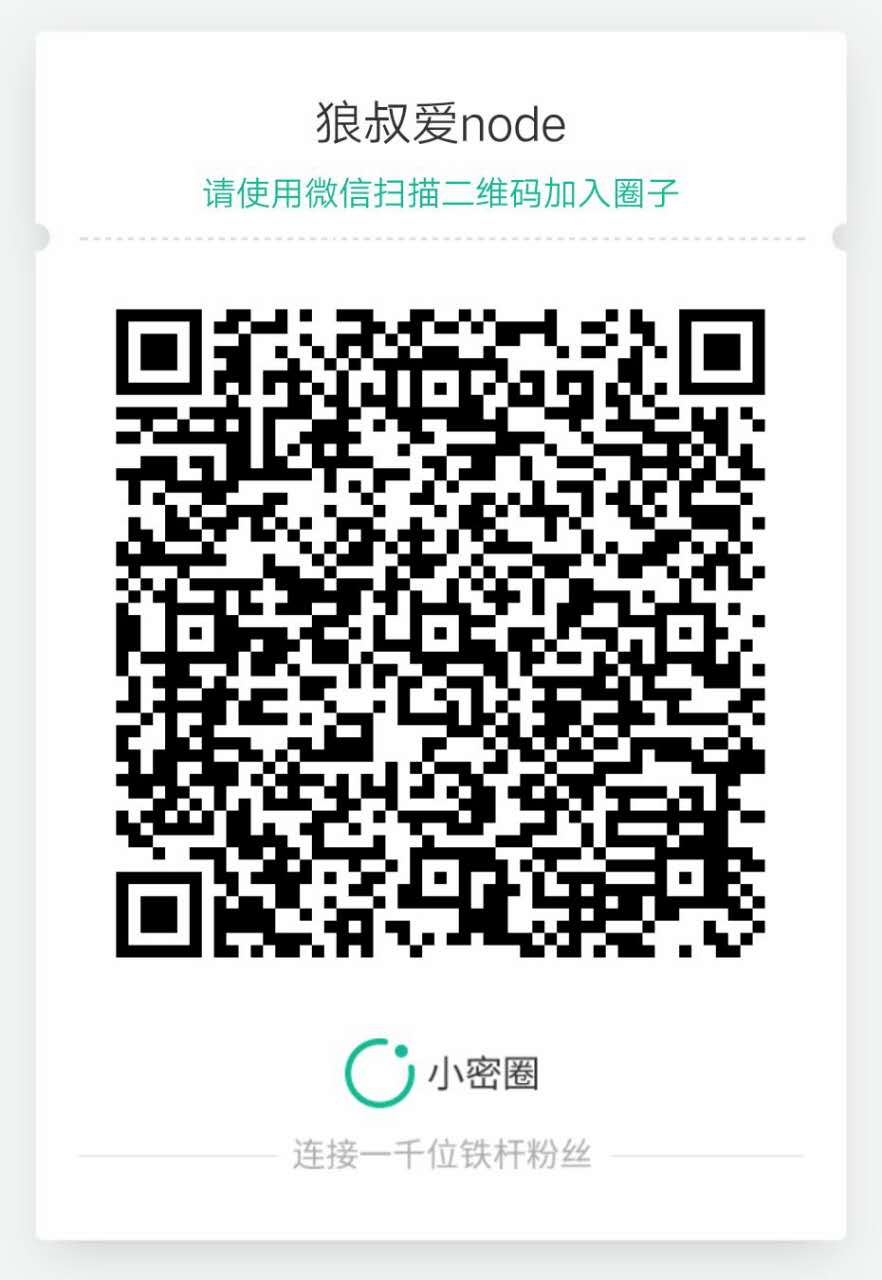 狼叔爱node
请使用微信扫描二维码加入圈子
小密圈
连接一千位铁杆粉丝